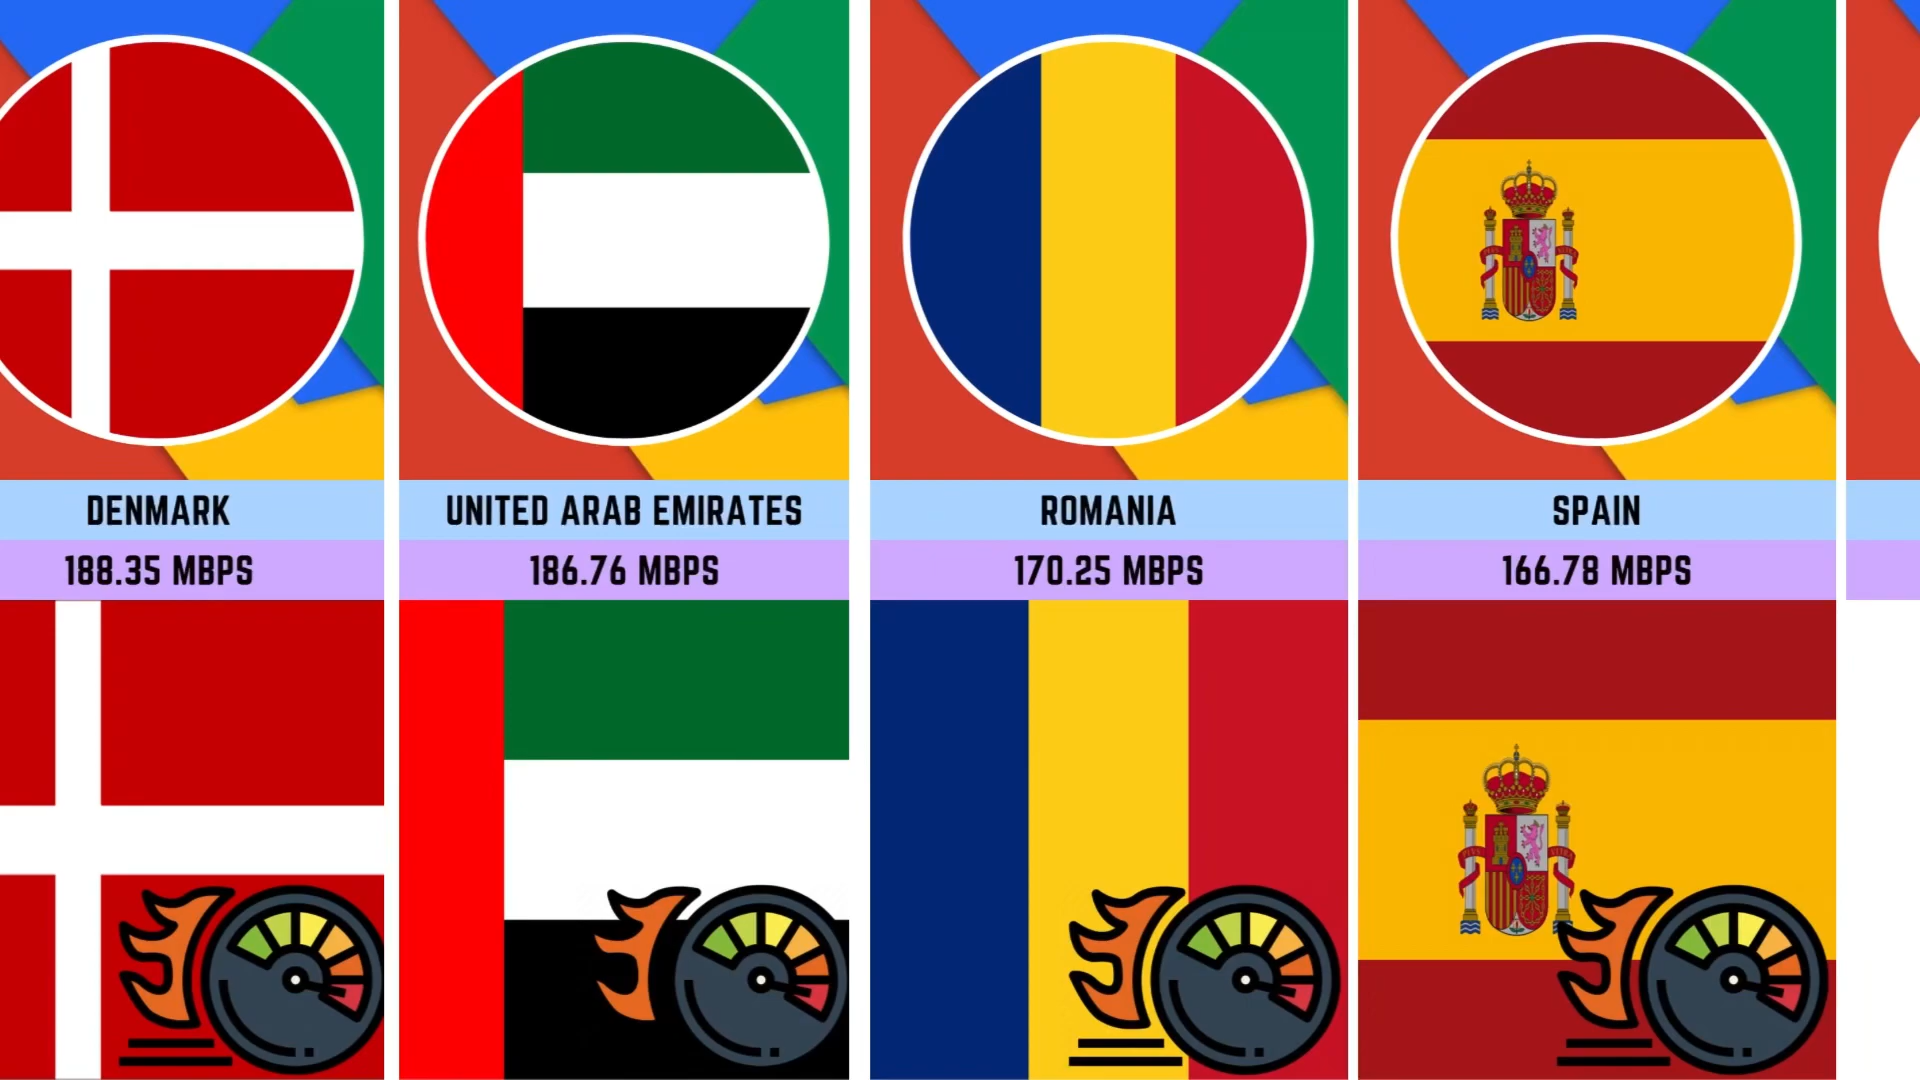 DENMARK
188.35 MBPS
UNITED ARAB EMIRATES
186.76 MBPS
ROMANIA
170.25 MBPS
SPAIN
166.78 MBPS